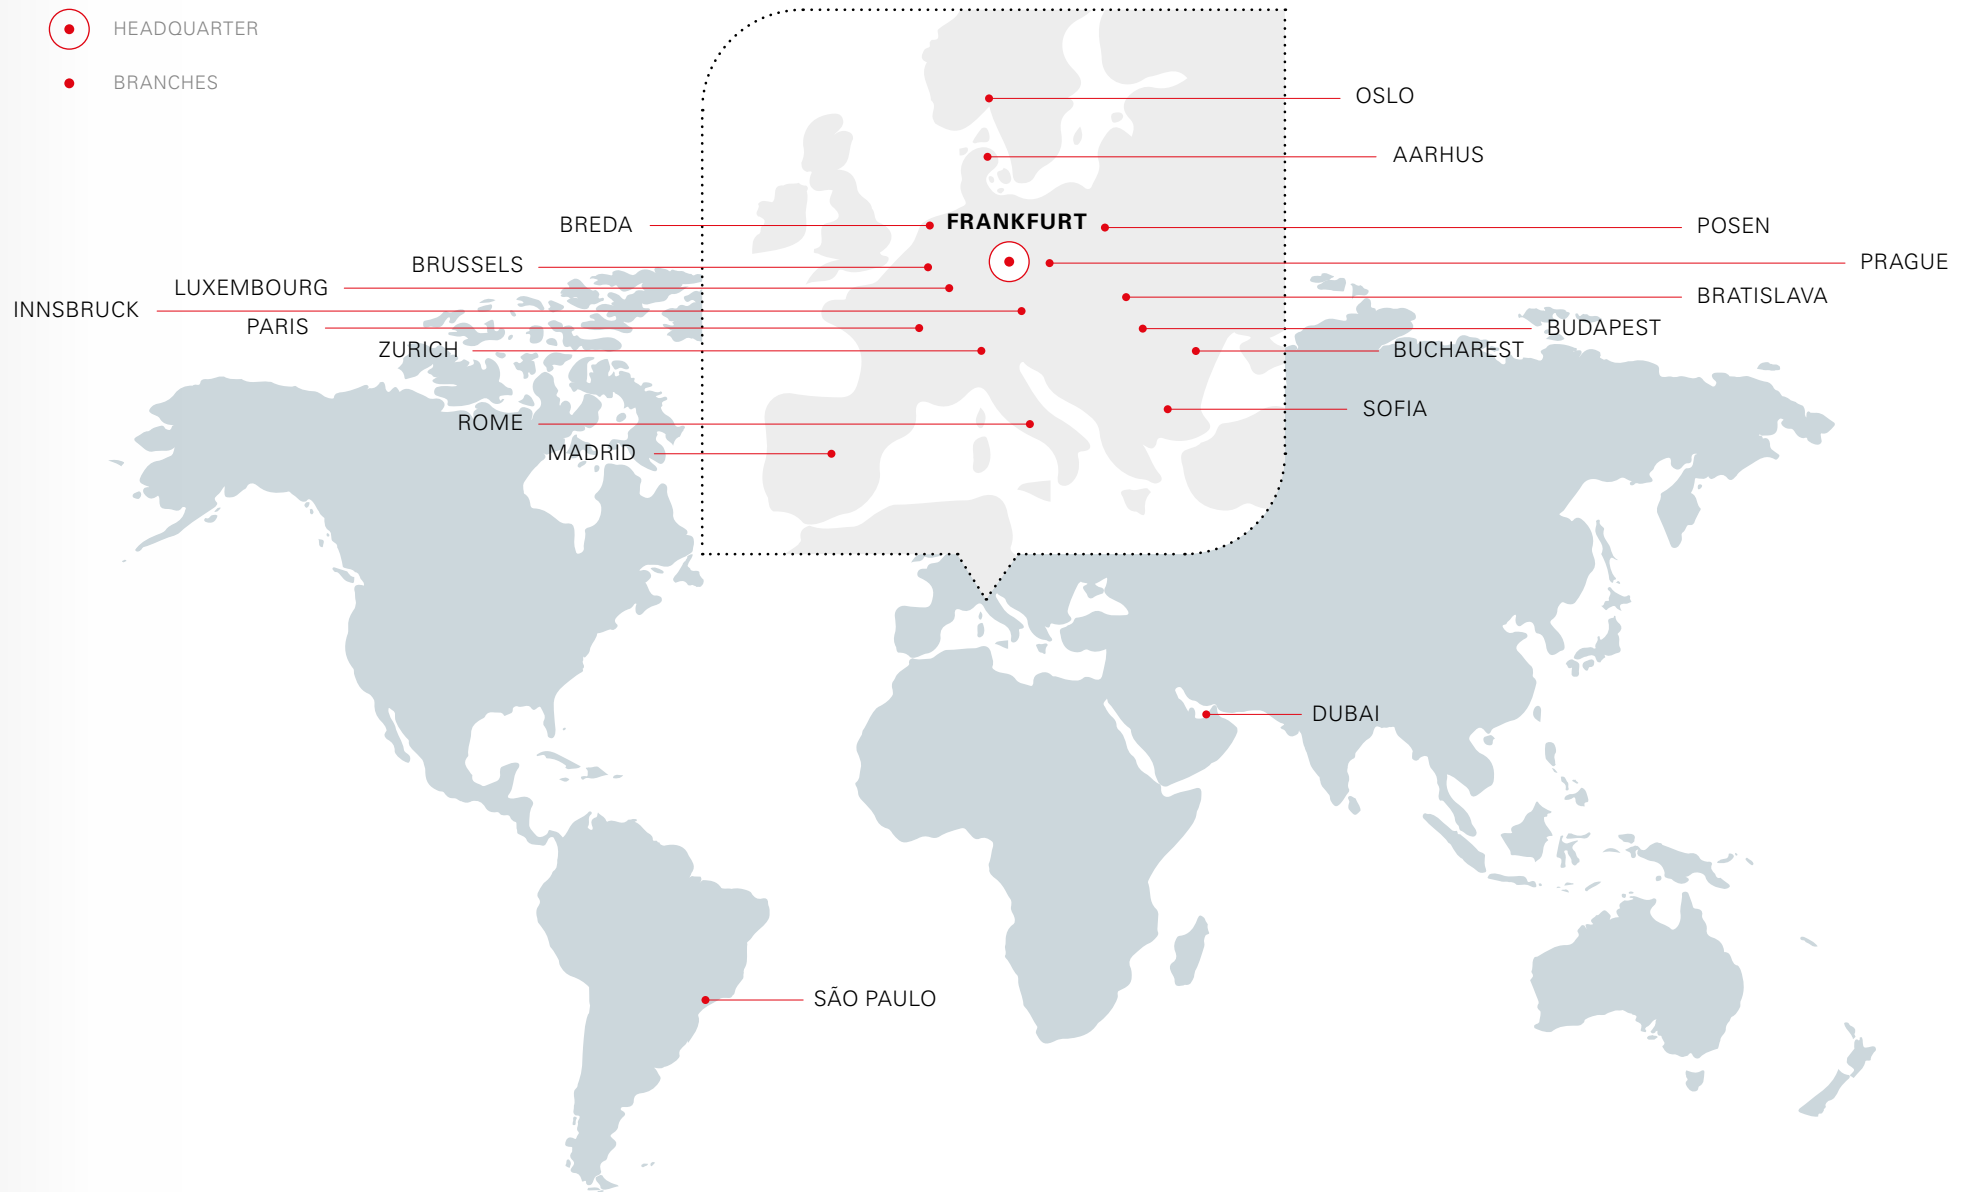 HEADQUARTER
BRANCHES
OSLO
AARHUS
BREDA
FRANKFURT
POSEN
BRUSSELS
PRAGUE
LUXEMBOURG
BRATISLAVA
INNSBRUCK
PARIS
BUDAPEST
ZURICH
BUCHAREST
SOFIA
ROME
MADRID
DUBAI
SÃO PAULO